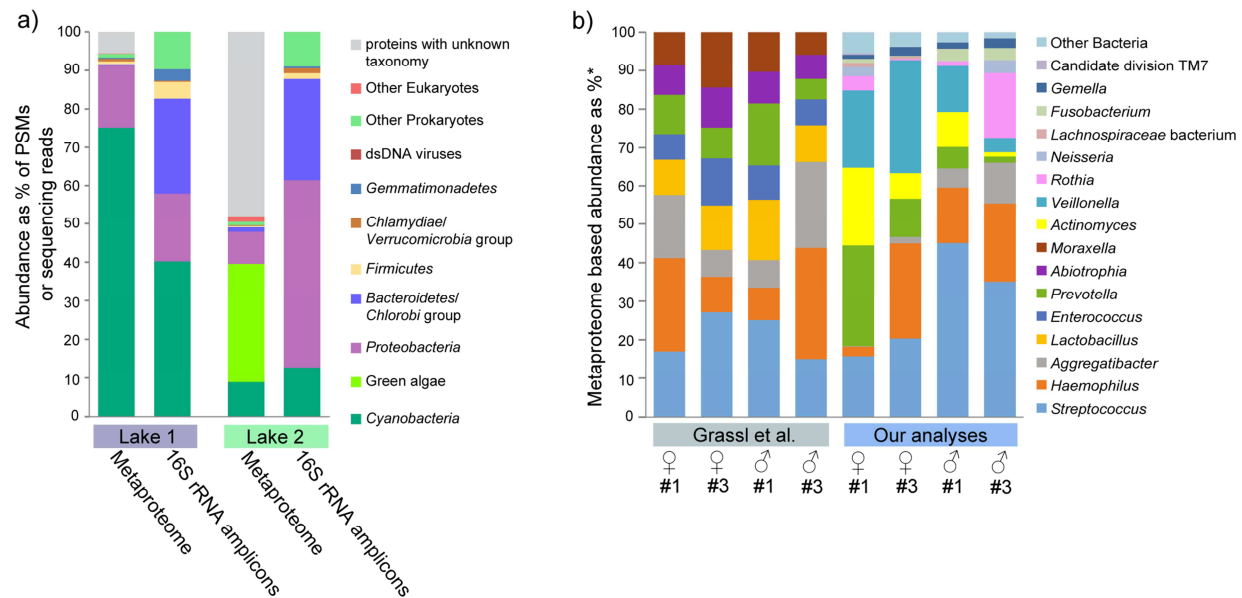 a)
Abundance as % of PSMs
or sequencing reads
100
90
80
70
60
50
40
30
20
10
0
Lake 1
Lake 2
Metaproteome
16S rRNA amplicons
Metaproteome
16S rRNA amplicons
proteins with unknown
taxonomy
Other Eukaryotes
Other Prokaryotes
dsDNA viruses
Gemmatimonadetes
Chlamydiae/
Verrucomicrobia group
Firmicutes
Bacteroidetes/
Chlorobi group
Proteobacteria
Green algae
Cyanobacteria
b)
Metaproteome based abundance as %*
100
90
80
70
60
50
40
30
20
10
0
Grassl et al.
Our analyses
♀ ♀ ♂ ♂ ♀ ♀ ♂ ♂
#1 #3 #1 #3 #1 #3 #1 #3
Other Bacteria
Candidate division TM7
Gemella
Fusobacterium
Lachnospiraceae bacterium
Neisseria
Rothia
Veillonella
Actinomyces
Moraxella
Abiotrophia
Prevotella
Enterococcus
Lactobacillus
Aggregatibacter
Haemophilus
Streptococcus